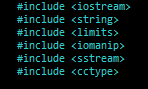 #include <iostream>
#include <string>
#include <limits>
#include <iomanip>
#include <sstream>
#include <cctype>